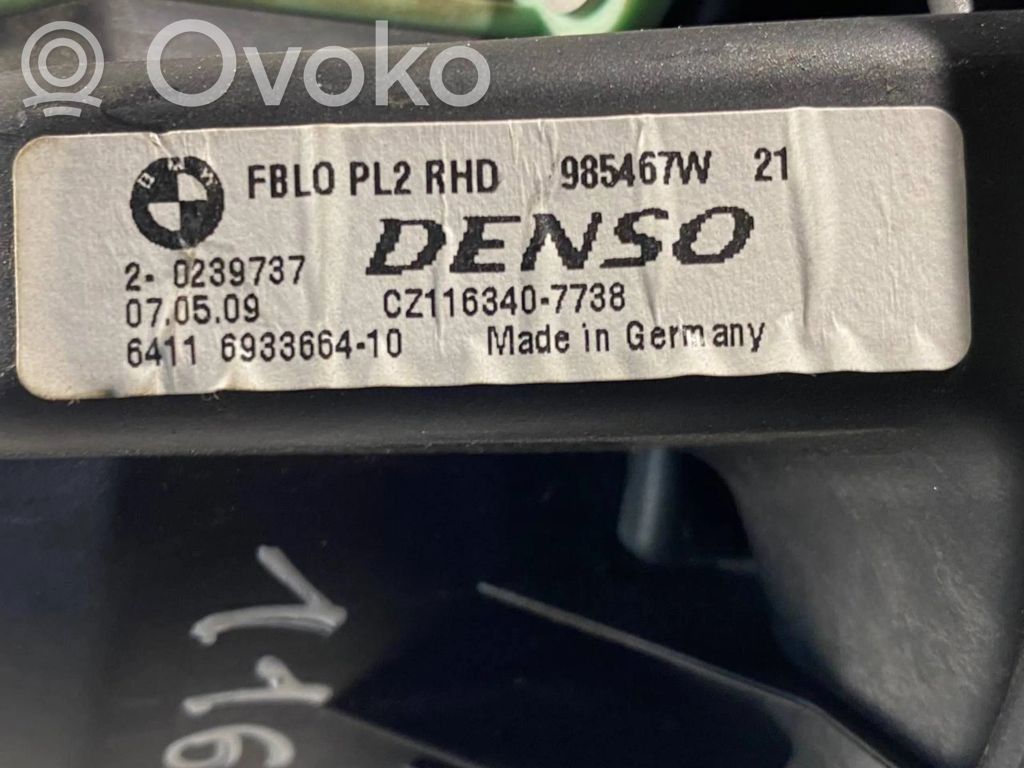 Ovoko
BMW
FBLO PL2 RHD 985467W 21
DENSO
2- 0239737
07.05.09 CZ116340-7738
6411 6933664-10 Made in Germany